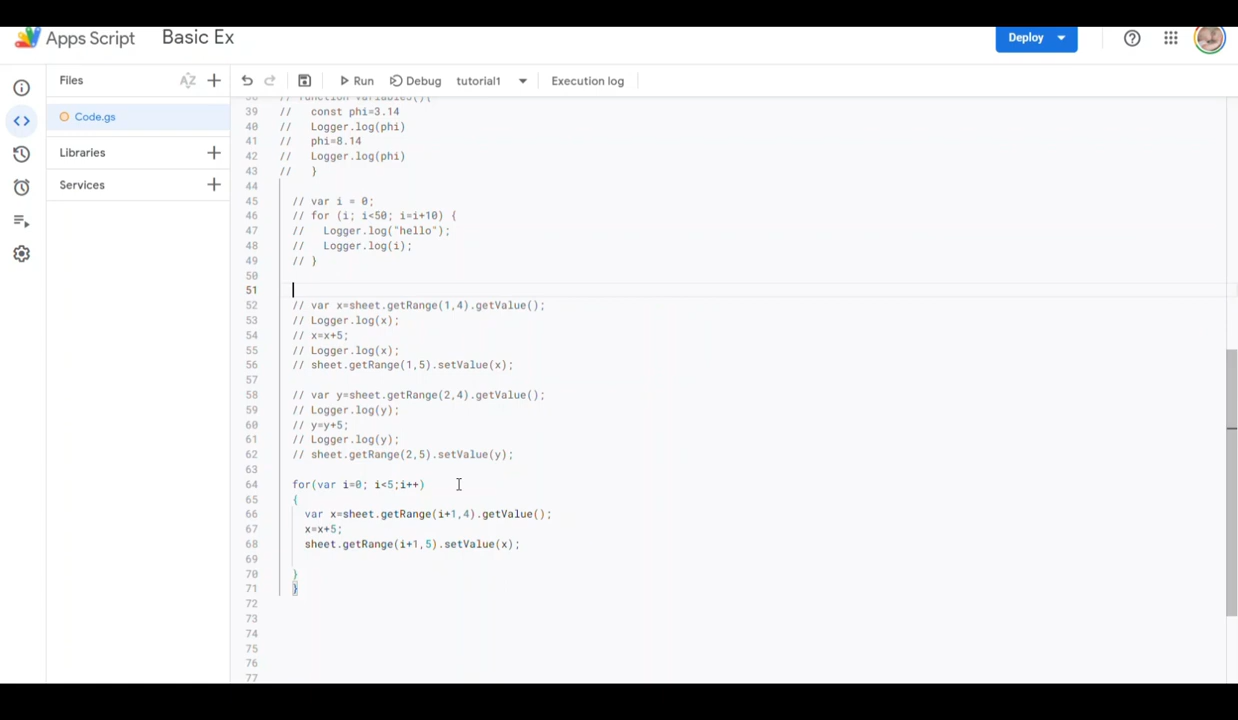 Apps Script Basic Ex Deploy
Files
Run Debug tutorial1 Execution log
Code.gs
Libraries
Services
38 // function variables(){
39 // const phi=3.14
40 // Logger.log(phi)
41 // phi=8.14
42 // Logger.log(phi)
43 // }
44
45 // var i = 0;
46 // for (i; i<50; i=i+10) {
47 // Logger.log("hello");
48 // Logger.log(i);
49 // }
50
51
52 // var x=sheet.getRange(1,4).getValue();
53 // Logger.log(x);
54 // x=x+5;
55 // Logger.log(x);
56 // sheet.getRange(1,5).setValue(x);
57
58 // var y=sheet.getRange(2,4).getValue();
59 // Logger.log(y);
60 // y=y+5;
61 // Logger.log(y);
62 // sheet.getRange(2,5).setValue(y);
63
64 for(var i=0; i<5;i++)
65 {
66 var x=sheet.getRange(i+1,4).getValue();
67 x=x+5;
68 sheet.getRange(i+1,5).setValue(x);
69
70 }
71 }
72
73
74
75
76
77